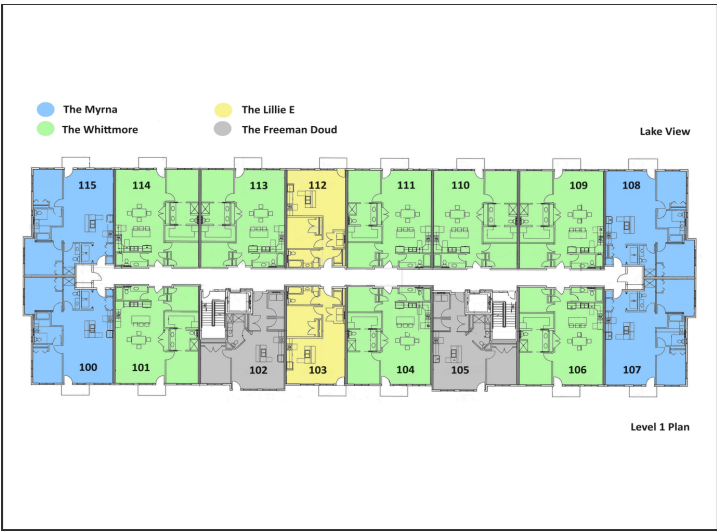 The Myrna
The Lillie E
The Whittmore
The Freeman Doud
Lake View
115 114 113 112 111 110 109 108
100 101 102 103 104 105 106 107
Level 1 Plan